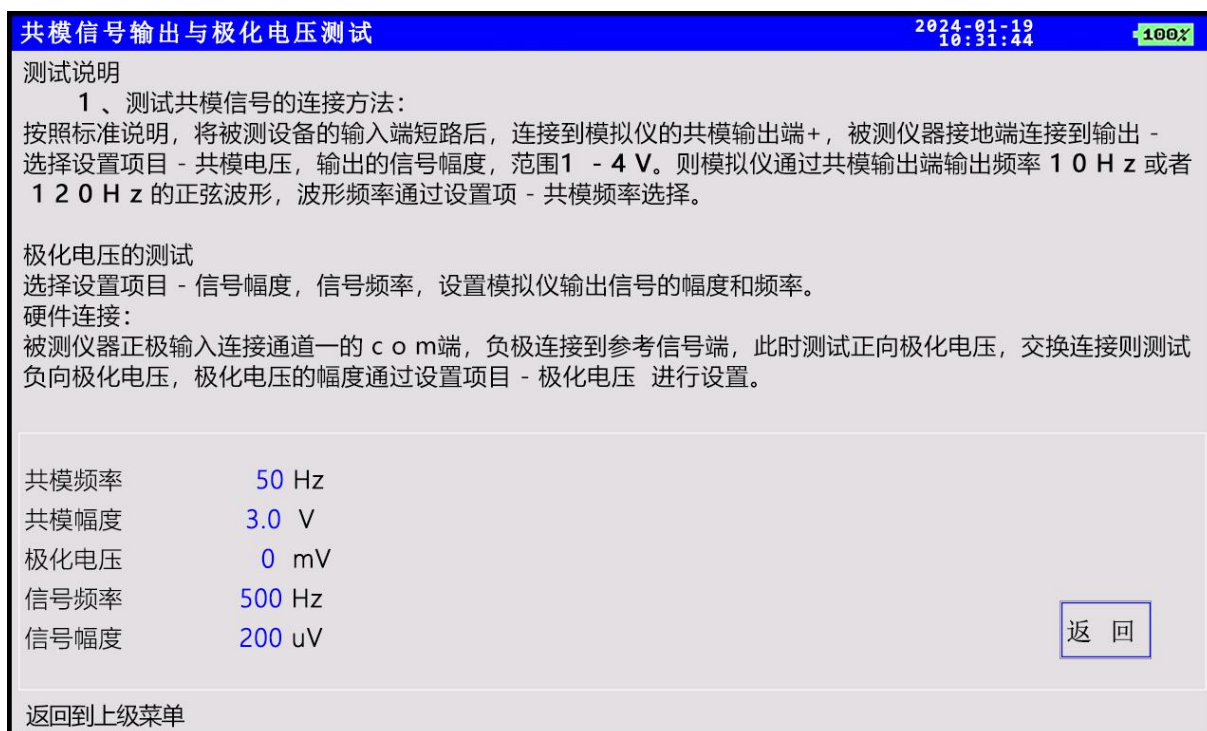 共模信号输出与极化电压测试
2024-01-19
10:31:44
100%
测试说明
1、测试共模信号的连接方法：
按照标准说明，将被测设备的输入端短路后，连接到模拟仪的共模输出端+，被测仪器接地端连接到输出 -
选择设置项目 - 共模电压，输出的信号幅度，范围1 - 4 V。则模拟仪通过共模输出端输出频率 1 0 H z 或者
1 2 0 H z 的正弦波形，波形频率通过设置项 - 共模频率选择。
极化电压的测试
选择设置项目 - 信号幅度，信号频率，设置模拟仪输出信号的幅度和频率。
硬件连接：
被测仪器正极输入连接通道一的 c o m端，负极连接到参考信号端，此时测试正向极化电压，交换连接则测试
负向极化电压，极化电压的幅度通过设置项目 - 极化电压 进行设置。
共模频率 50 Hz
共模幅度 3.0 V
极化电压 0 mV
信号频率 500 Hz
信号幅度 200 uV
返 回
返回到上级菜单